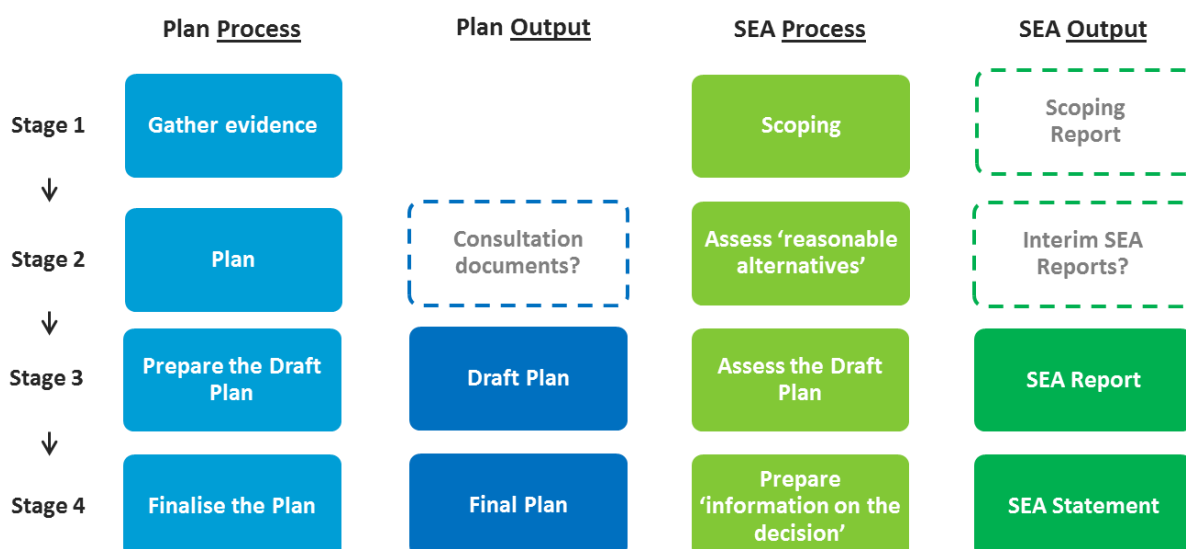 Plan Process
Plan Output
SEA Process
SEA Output
Stage 1
Gather evidence
Scoping
Scoping
Report
Stage 2
Plan
Consultation
documents?
Assess ‘reasonable
alternatives’
Interim SEA
Reports?
Stage 3
Prepare the Draft
Plan
Draft Plan
Assess the Draft
Plan
SEA Report
Stage 4
Finalise the Plan
Final Plan
Prepare
‘information on the
decision’
SEA Statement